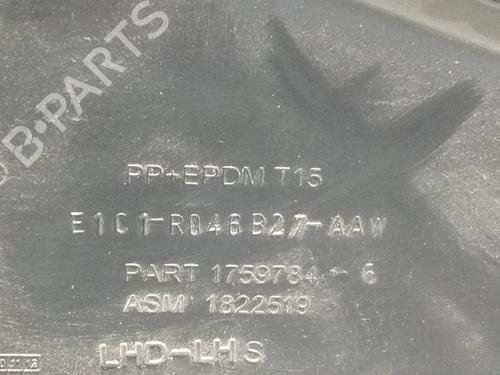 B-PARTS
PP+EPDM T15
E1C1-R046B27-AAW
PART 1759784-6
ASM 1822519
LHD-LHS